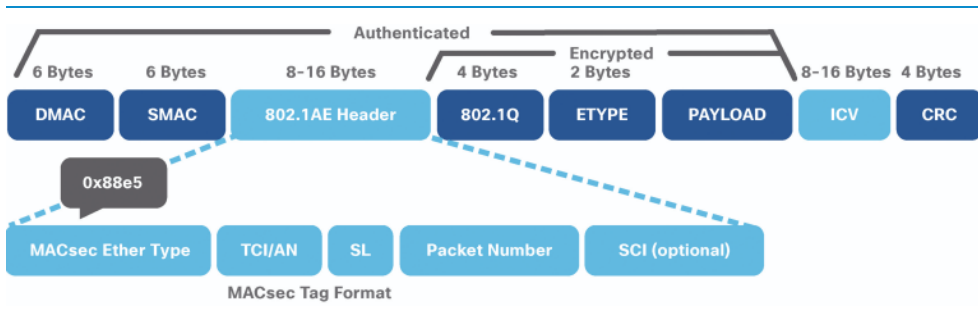 Authenticated
Encrypted
6 Bytes 6 Bytes 8-16 Bytes 4 Bytes 2 Bytes 8-16 Bytes 4 Bytes
DMAC SMAC 802.1AE Header 802.1Q ETYPE PAYLOAD ICV CRC
0x88e5
MACsec Ether Type TCI/AN SL Packet Number SCI (optional)
MACsec Tag Format